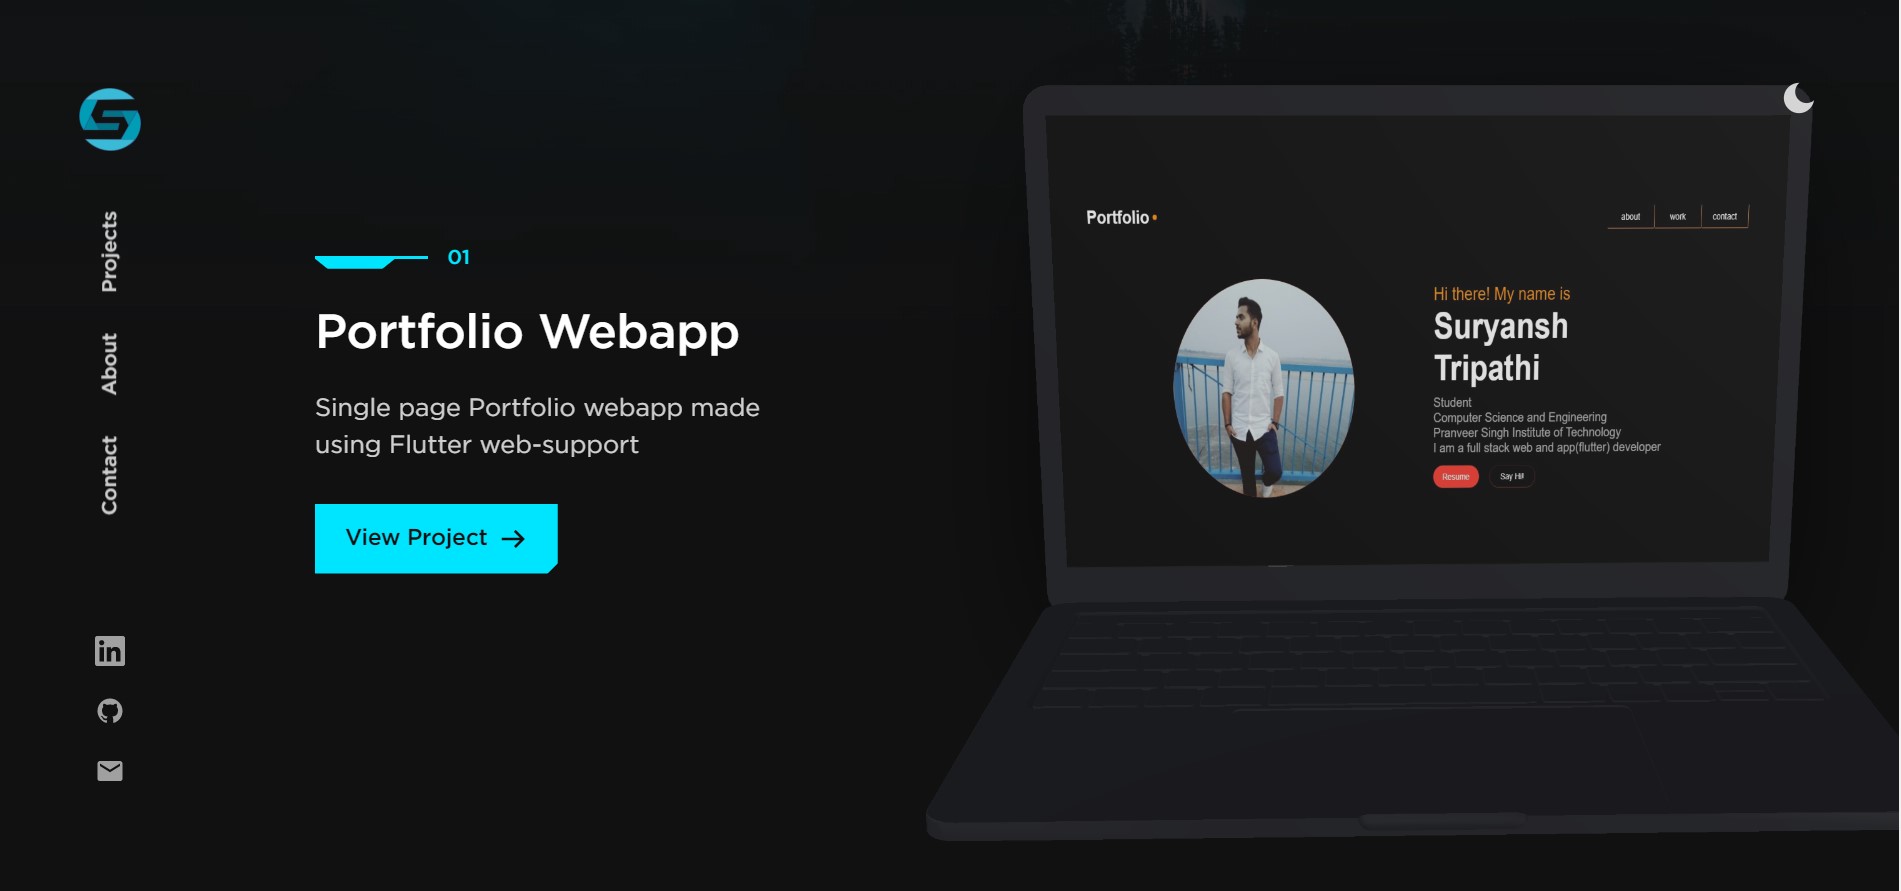 Projects
About
Contact
01
Portfolio Webapp
Single page Portfolio webapp made
using Flutter web-support
View Project
Portfolio
about work contact
Hi there! My name is
Suryansh
Tripathi
Student
Computer Science and Engineering
Pranveer Singh Institute of Technology
I am a full stack web and app(flutter) developer
Resume
Say Hi!